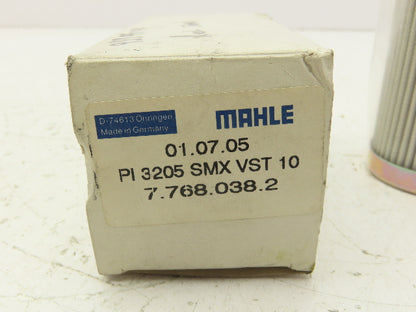 D-74613 Öhringen
Made in Germany
MAHLE
01.07.05
PI 3205 SMX VST 10
7.768.038.2